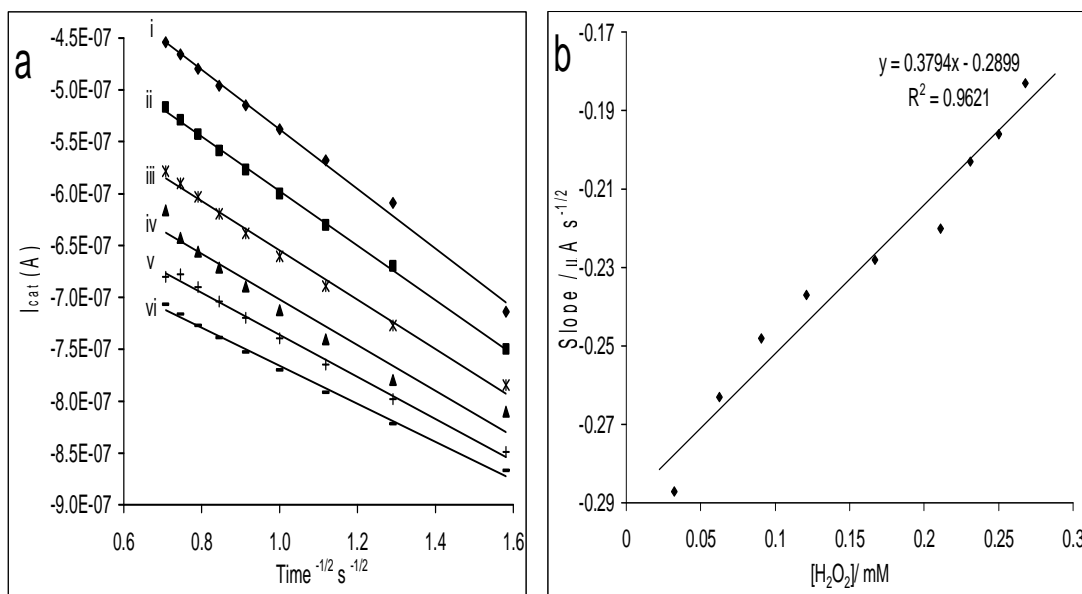 a
i
ii
iii
iv
v
vi
-4.5E-07
-5.0E-07
-5.5E-07
-6.0E-07
-6.5E-07
-7.0E-07
-7.5E-07
-8.0E-07
-8.5E-07
-9.0E-07
0.6 0.8 1.0 1.2 1.4 1.6
Time -1/2 s -1/2
Icat (A)
b
y = 0.3794x - 0.2899
R² = 0.9621
-0.17
-0.19
-0.21
-0.23
-0.25
-0.27
-0.29
0 0.05 0.1 0.15 0.2 0.25 0.3
[H₂O₂]/ mM
Slope /µA s -1/2